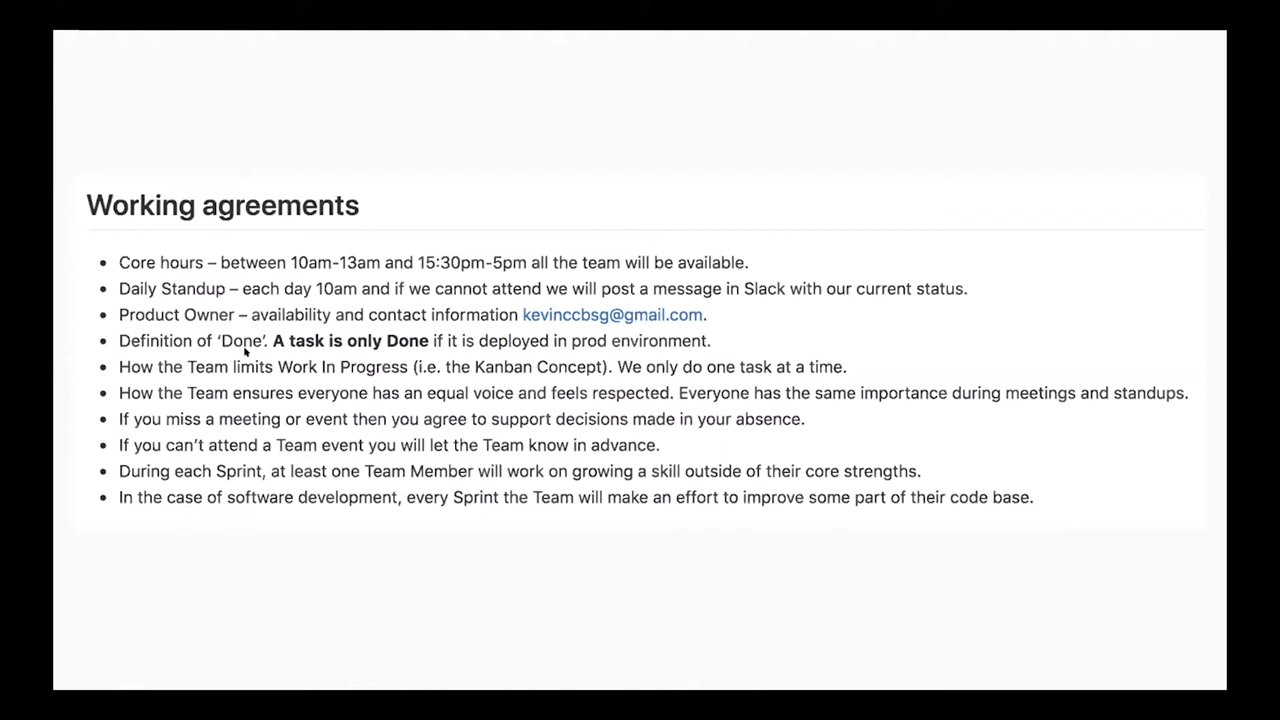 Working agreements
• Core hours – between 10am-13am and 15:30pm-5pm all the team will be available.
• Daily Standup – each day 10am and if we cannot attend we will post a message in Slack with our current status.
• Product Owner – availability and contact information kevinccbsg@gmail.com.
• Definition of ‘Done’. A task is only Done if it is deployed in prod environment.
• How the Team limits Work In Progress (i.e. the Kanban Concept). We only do one task at a time.
• How the Team ensures everyone has an equal voice and feels respected. Everyone has the same importance during meetings and standups.
• If you miss a meeting or event then you agree to support decisions made in your absence.
• If you can’t attend a Team event you will let the Team know in advance.
• During each Sprint, at least one Team Member will work on growing a skill outside of their core strengths.
• In the case of software development, every Sprint the Team will make an effort to improve some part of their code base.